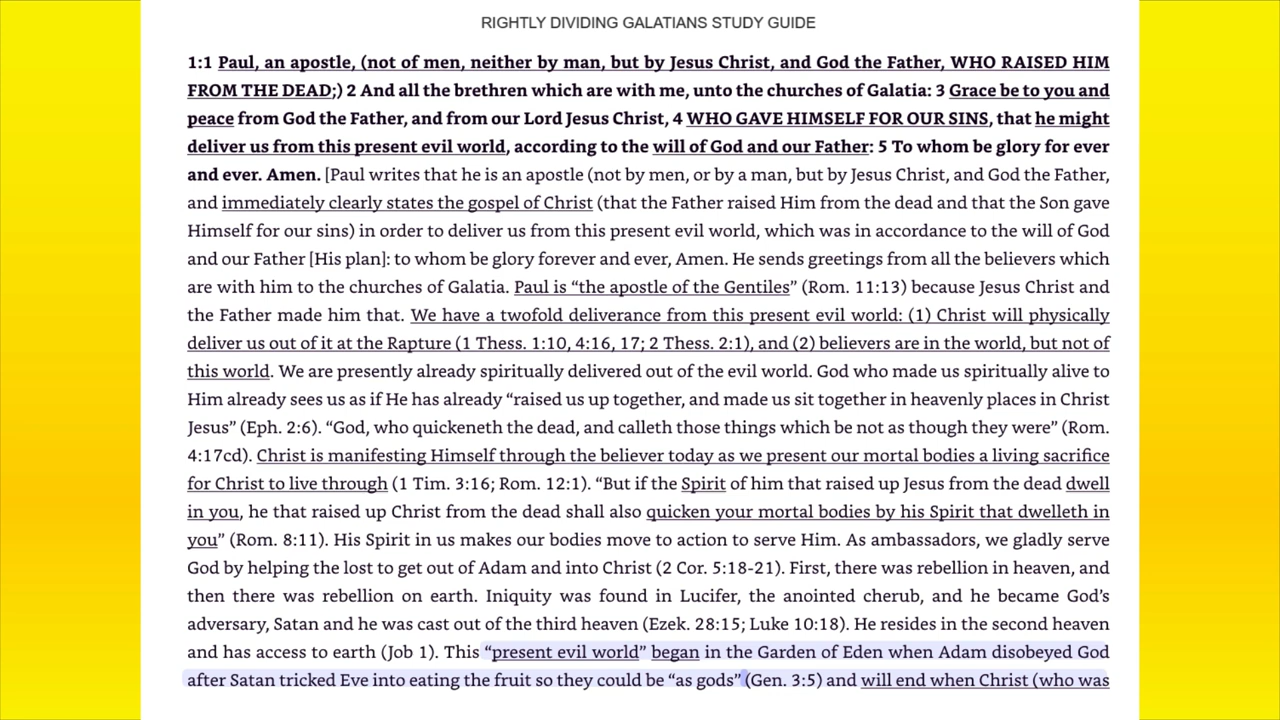 RIGHTLY DIVIDING GALATIANS STUDY GUIDE
1:1 Paul, an apostle, (not of men, neither by man, but by Jesus Christ, and God the Father, WHO RAISED HIM
FROM THE DEAD;) 2 And all the brethren which are with me, unto the churches of Galatia: 3 Grace be to you and
peace from God the Father, and from our Lord Jesus Christ, 4 WHO GAVE HIMSELF FOR OUR SINS, that he might
deliver us from this present evil world, according to the will of God and our Father: 5 To whom be glory for ever
and ever. Amen. [Paul writes that he is an apostle (not by men, or by a man, but by Jesus Christ, and God the Father,
and immediately clearly states the gospel of Christ (that the Father raised Him from the dead and that the Son gave
Himself for our sins) in order to deliver us from this present evil world, which was in accordance to the will of God
and our Father [His plan]: to whom be glory forever and ever, Amen. He sends greetings from all the believers which
are with him to the churches of Galatia. Paul is “the apostle of the Gentiles” (Rom. 11:13) because Jesus Christ and
the Father made him that. We have a twofold deliverance from this present evil world: (1) Christ will physically
deliver us out of it at the Rapture (1 Thess. 1:10, 4:16, 17; 2 Thess. 2:1), and (2) believers are in the world, but not of
this world. We are presently already spiritually delivered out of the evil world. God who made us spiritually alive to
Him already sees us as if He has already “raised us up together, and made us sit together in heavenly places in Christ
Jesus” (Eph. 2:6). “God, who quickeneth the dead, and calleth those things which be not as though they were” (Rom.
4:17cd). Christ is manifesting Himself through the believer today as we present our mortal bodies a living sacrifice
for Christ to live through (1 Tim. 3:16; Rom. 12:1). “But if the Spirit of him that raised up Jesus from the dead dwell
in you, he that raised up Christ from the dead shall also quicken your mortal bodies by his Spirit that dwelleth in
you” (Rom. 8:11). His Spirit in us makes our bodies move to action to serve Him. As ambassadors, we gladly serve
God by helping the lost to get out of Adam and into Christ (2 Cor. 5:18-21). First, there was rebellion in heaven, and
then there was rebellion on earth. Iniquity was found in Lucifer, the anointed cherub, and he became God’s
adversary, Satan and he was cast out of the third heaven (Ezek. 28:15; Luke 10:18). He resides in the second heaven
and has access to earth (Job 1). This “present evil world” began in the Garden of Eden when Adam disobeyed God
after Satan tricked Eve into eating the fruit so they could be “as gods” (Gen. 3:5) and will end when Christ (who was